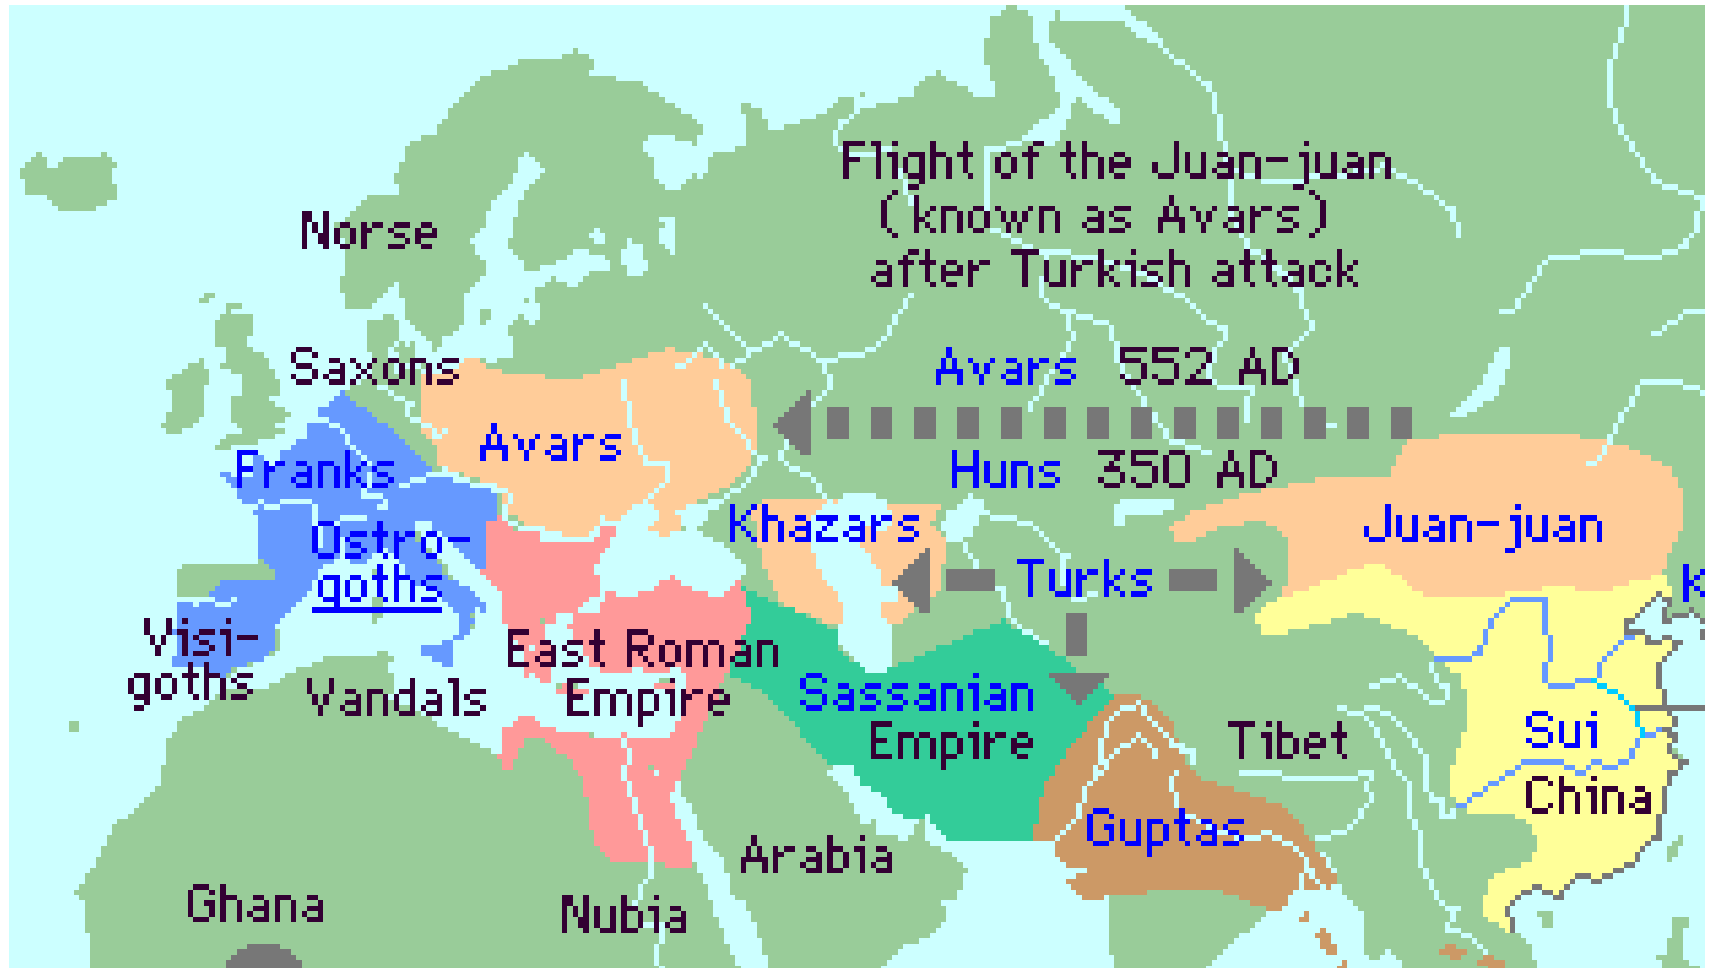 Flight of the Juan-juan
(known as Avars)
after Turkish attack
Norse
Saxons
Avars 552 AD
Avars
Franks
Huns 350 AD
Khazars
Juan-juan
Ostro-
goths
Turks
K
Visi-
goths
East Roman
Empire
Vandals
Sassanian
Empire
Tibet
Sui
China
Guptas
Arabia
Ghana
Nubia